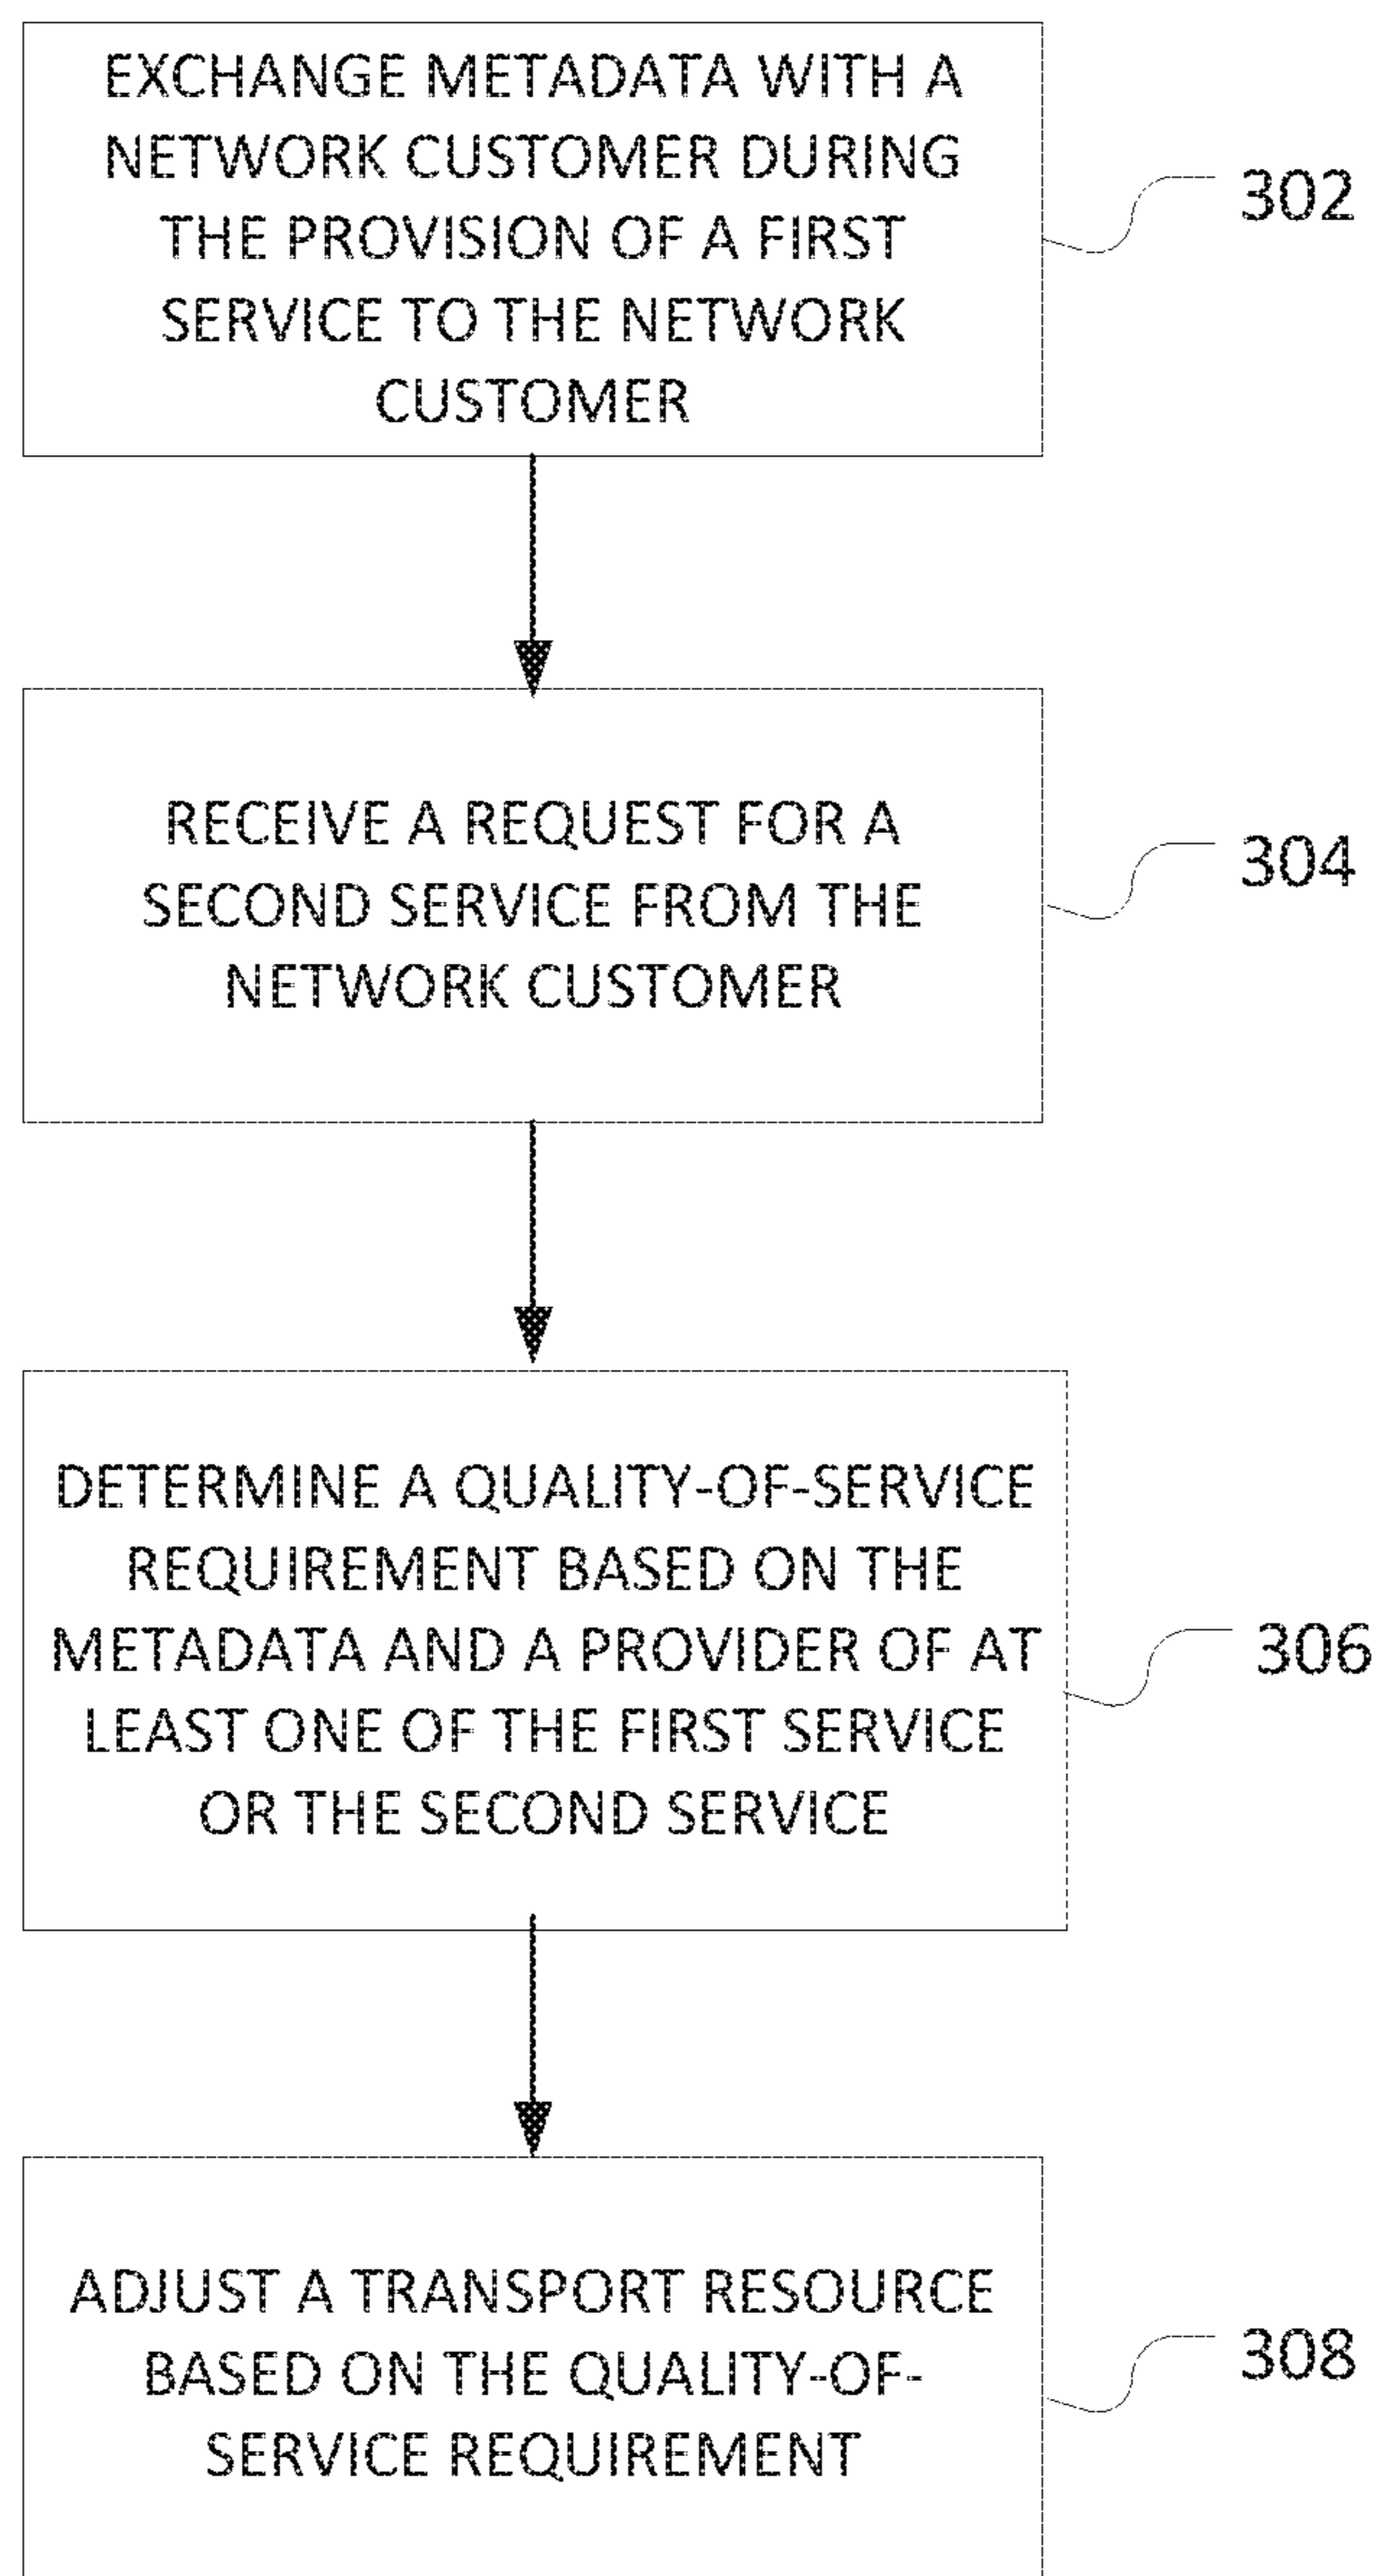 EXCHANGE METADATA WITH A
NETWORK CUSTOMER DURING
THE PROVISION OF A FIRST
SERVICE TO THE NETWORK
CUSTOMER
302
RECEIVE A REQUEST FOR A
SECOND SERVICE FROM THE
NETWORK CUSTOMER
304
DETERMINE A QUALITY-OF-SERVICE
REQUIREMENT BASED ON THE
METADATA AND A PROVIDER OF AT
LEAST ONE OF THE FIRST SERVICE
OR THE SECOND SERVICE
306
ADJUST A TRANSPORT RESOURCE
BASED ON THE QUALITY-OF-
SERVICE REQUIREMENT
308